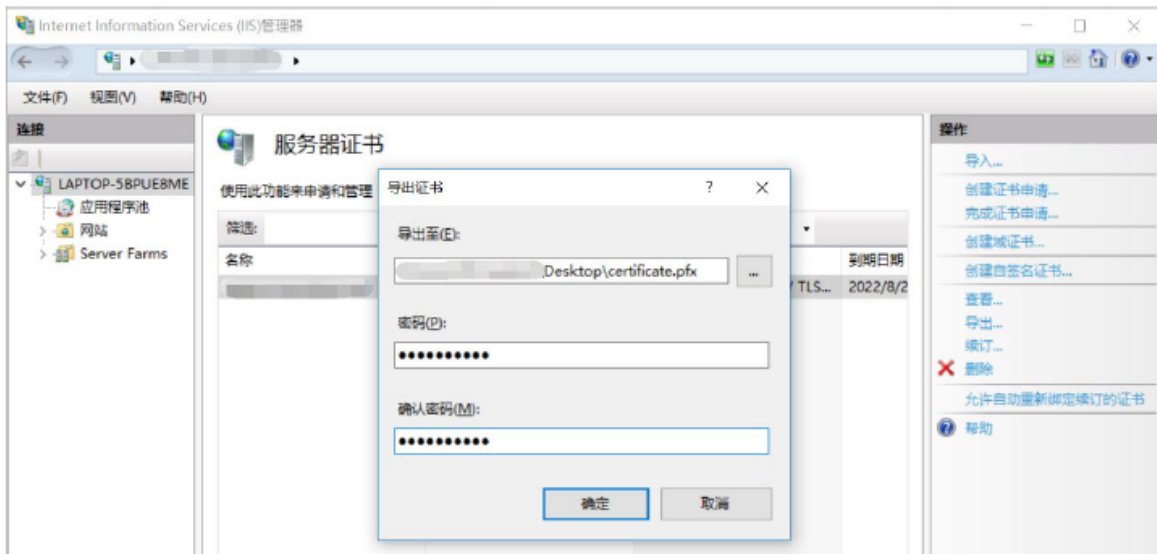 Internet Information Services (IIS)管理器
文件(F) 视图(V) 帮助(H)
连接
LAPTOP-5BPUE8ME
应用程序池
网站
Server Farms
服务器证书
使用此功能来申请和管理
筛选:
名称
到期日期
TLS... 2022/8/2
导出证书
?
导出至(E):
Desktop\certificate.pfx
...
密码(P):
••••••••••
确认密码(M):
••••••••••
确定
取消
操作
导入...
创建证书申请...
完成证书申请...
创建域证书...
创建自签名证书...
查看...
导出...
续订...
删除
允许自动重新绑定续订的证书
帮助